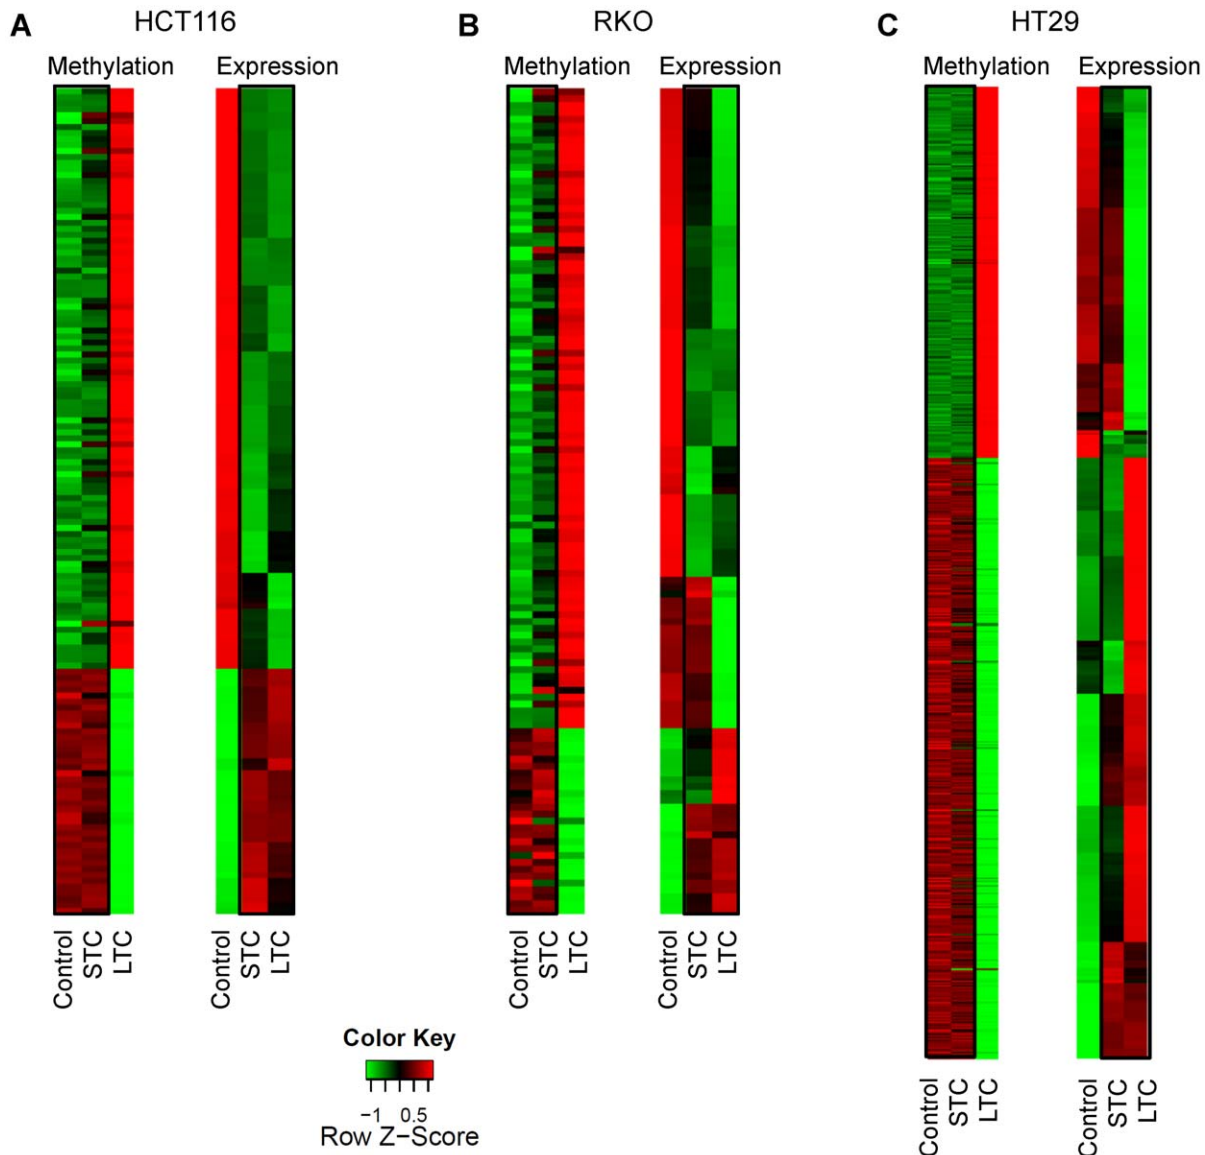 A HCT116
Methylation Expression
Control STC LTC Control STC LTC
B RKO
Methylation Expression
Control STC LTC Control STC LTC
C HT29
Methylation Expression
Control STC LTC Control STC LTC
Color Key
−1 0.5
Row Z−Score